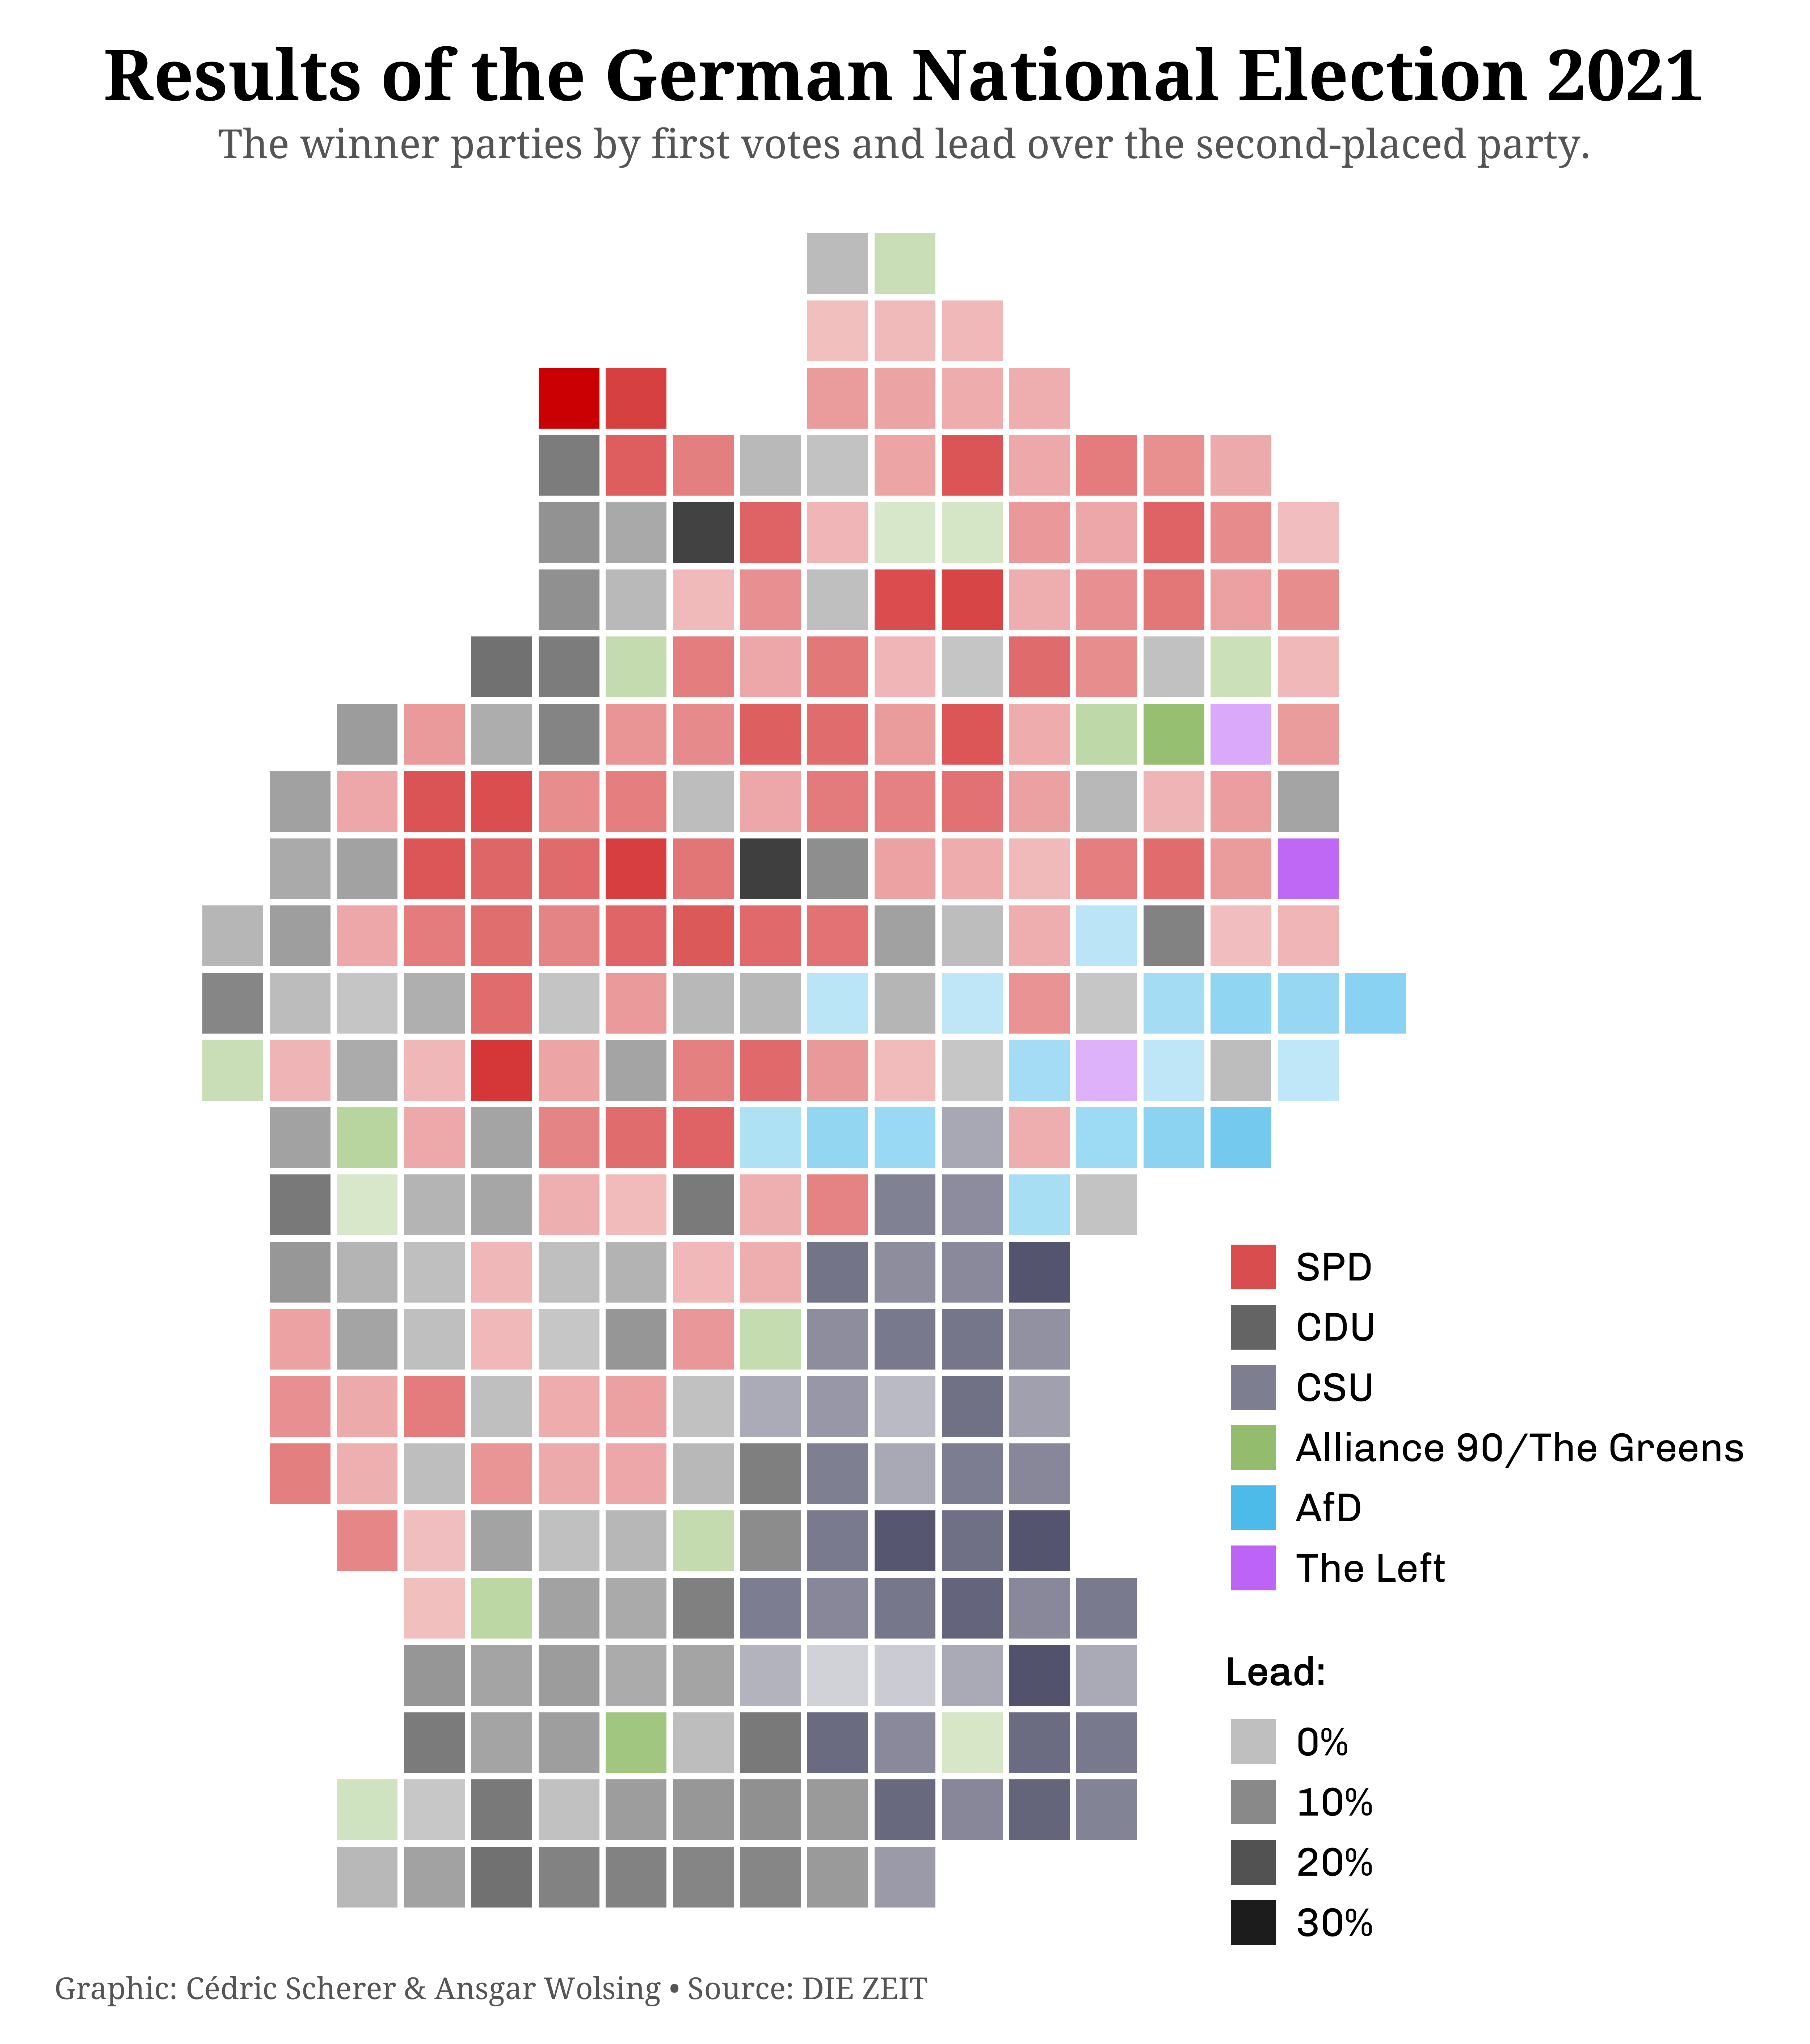 Results of the German National Election 2021
The winner parties by first votes and lead over the second-placed party.
SPD
CDU
CSU
Alliance 90/The Greens
AfD
The Left
Lead:
0%
10%
20%
30%
Graphic: Cédric Scherer & Ansgar Wolsing • Source: DIE ZEIT